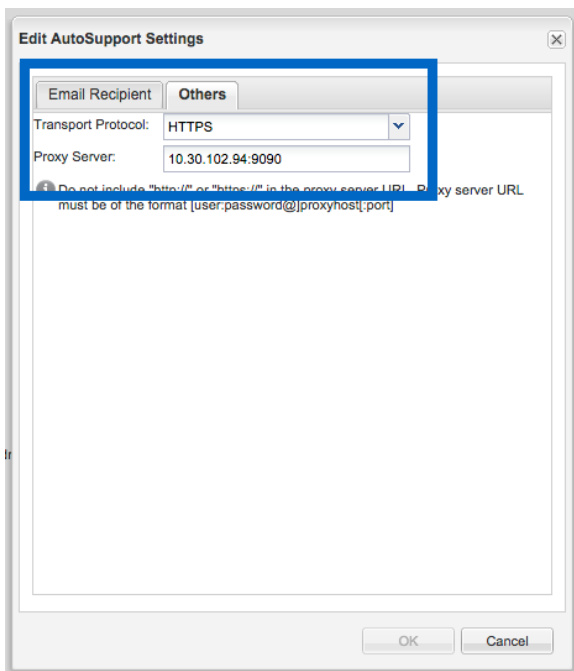 Edit AutoSupport Settings
Email Recipient Others
Transport Protocol: HTTPS
Proxy Server: 10.30.102.94:9090
Do not include "http://" or "https://" in the proxy server URL. Proxy server URL
must be of the format [user:password@]proxyhost[:port]
OK Cancel